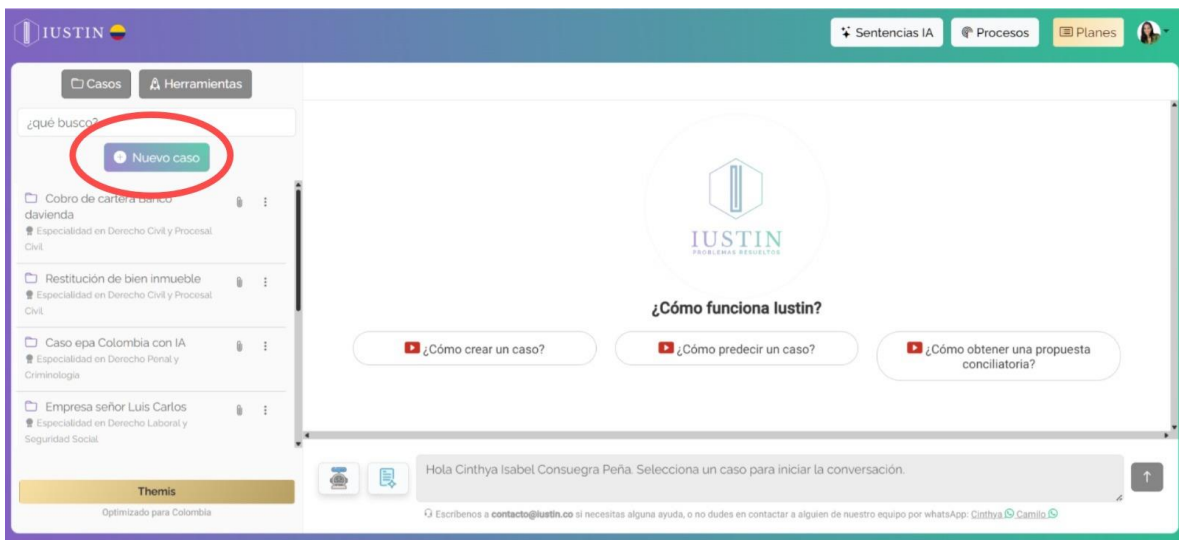 IUSTIN
Sentencias IA
Procesos
Planes
Casos
Herramientas
¿qué busco?
Nuevo caso
Cobro de cartera Banco
davienda
Especialidad en Derecho Civil y Procesal
Civil
Restitución de bien inmueble
Especialidad en Derecho Civil y Procesal
Civil
Caso epa Colombia con IA
Especialidad en Derecho Penal y
Criminología
Empresa señor Luis Carlos
Especialidad en Derecho Laboral y
Seguridad Social
Themis
Optimizado para Colombia
IUSTIN
PROBLEMAS RESUELTOS
¿Cómo funciona Iustin?
¿Cómo crear un caso?
¿Cómo predecir un caso?
¿Cómo obtener una propuesta
conciliatoria?
Hola Cinthya Isabel Consuegra Peña. Selecciona un caso para iniciar la conversación.
Escríbenos a contacto@iustin.co si necesitas alguna ayuda, o no dudes en contactar a alguien de nuestro equipo por whatsApp: Cinthya Camilo